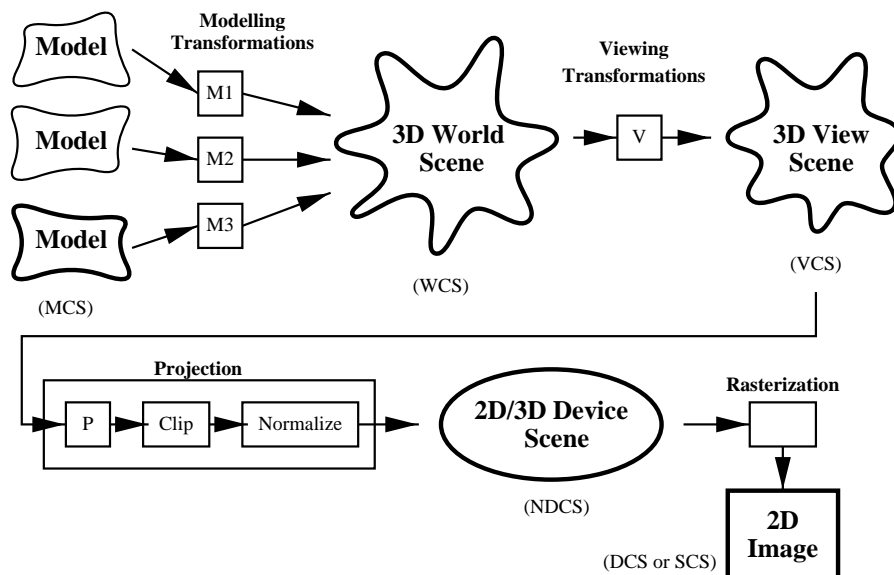 Modelling
Transformations
Model
M1
Model
M2
Model
M3
(MCS)
3D World
Scene
(WCS)
Viewing
Transformations
V
3D View
Scene
(VCS)
Projection
P
Clip
Normalize
2D/3D Device
Scene
(NDCS)
Rasterization
2D
Image
(DCS or SCS)